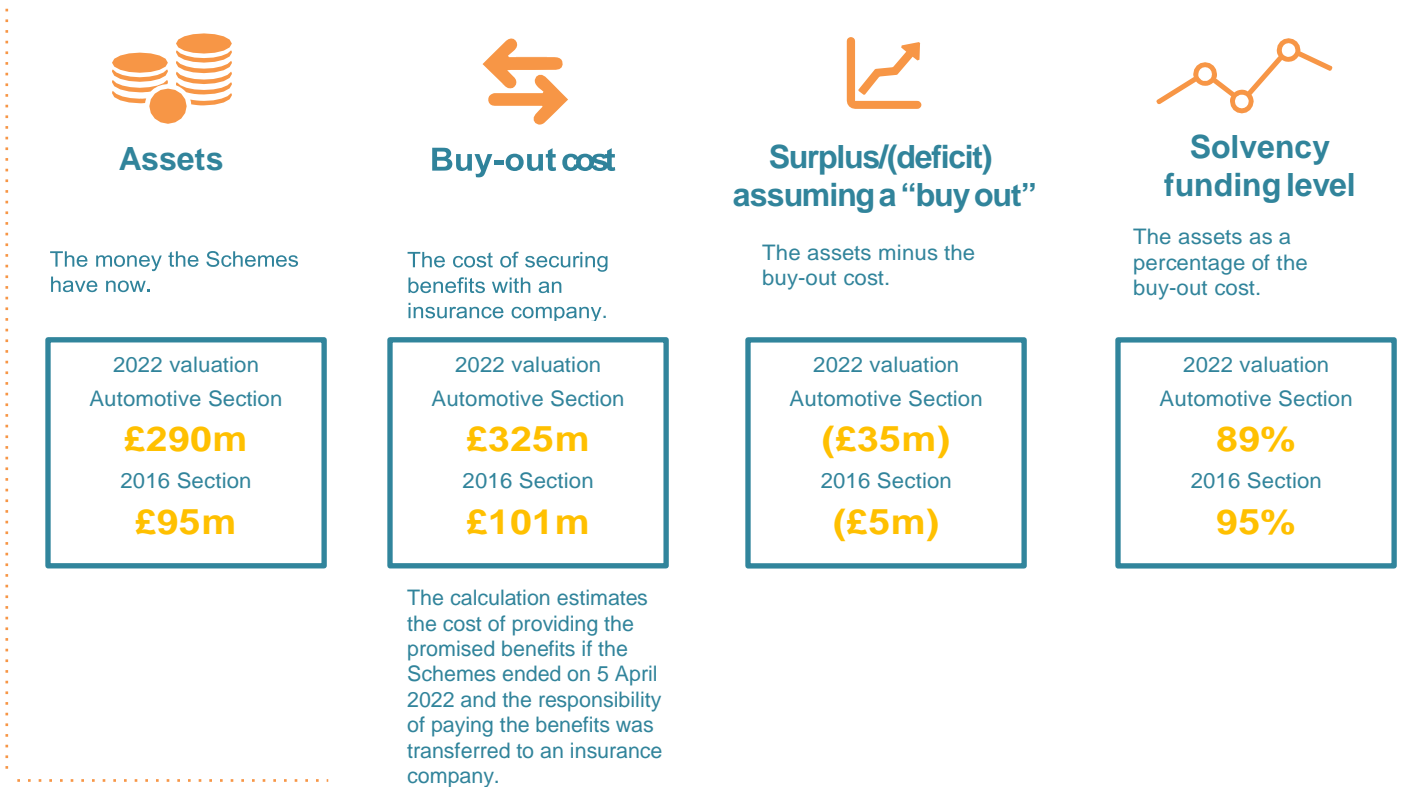 Assets
The money the Schemes
have now.
2022 valuation
Automotive Section
£290m
2016 Section
£95m
Buy-out cost
The cost of securing
benefits with an
insurance company.
2022 valuation
Automotive Section
£325m
2016 Section
£101m
The calculation estimates
the cost of providing the
promised benefits if the
Schemes ended on 5 April
2022 and the responsibility
of paying the benefits was
transferred to an insurance
company.
Surplus/(deficit)
assuming a “buy out”
The assets minus the
buy-out cost.
2022 valuation
Automotive Section
(£35m)
2016 Section
(£5m)
Solvency
funding level
The assets as a
percentage of the
buy-out cost.
2022 valuation
Automotive Section
89%
2016 Section
95%